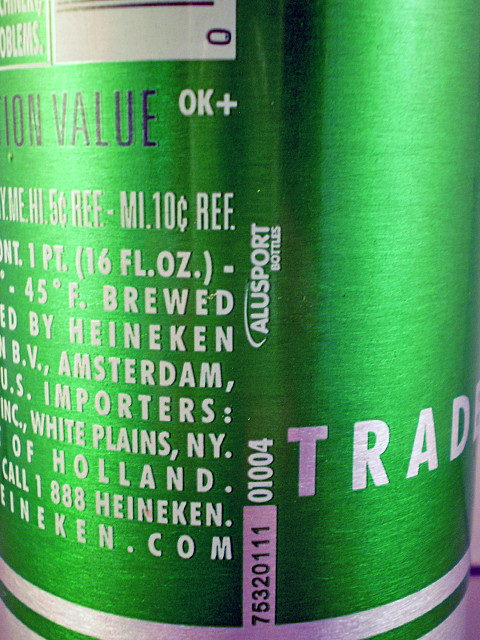 OBLEMS.
0
ION VALUE OK+
Y.ME.HI.5¢ REF.- MI.10¢ REF.
ONT. 1 PT. (16 FL.OZ.) -
° - 45°F. BREWED
ED BY HEINEKEN
N B.V., AMSTERDAM,
U.S. IMPORTERS:
INC., WHITE PLAINS, NY.
OF HOLLAND.
CALL 1 888 HEINEKEN.
EINEKEN.COM
ALUSPORT
BOTTLES
75320111 01004
TRADE